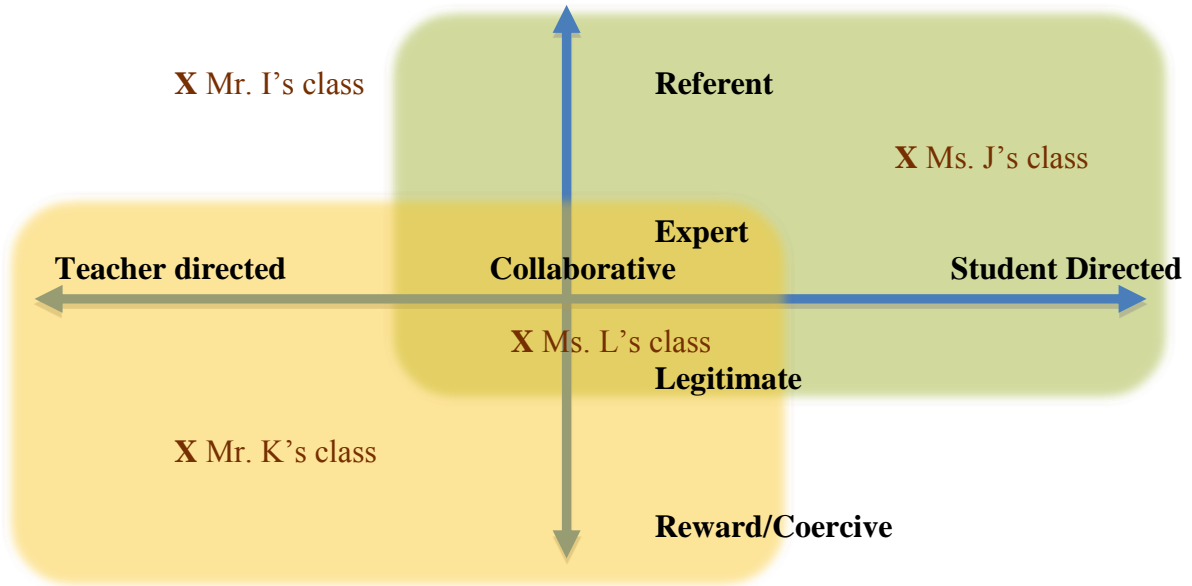 X Mr. I’s class
Referent
X Ms. J’s class
Expert
Teacher directed
Collaborative
Student Directed
X Ms. L’s class
Legitimate
X Mr. K’s class
Reward/Coercive